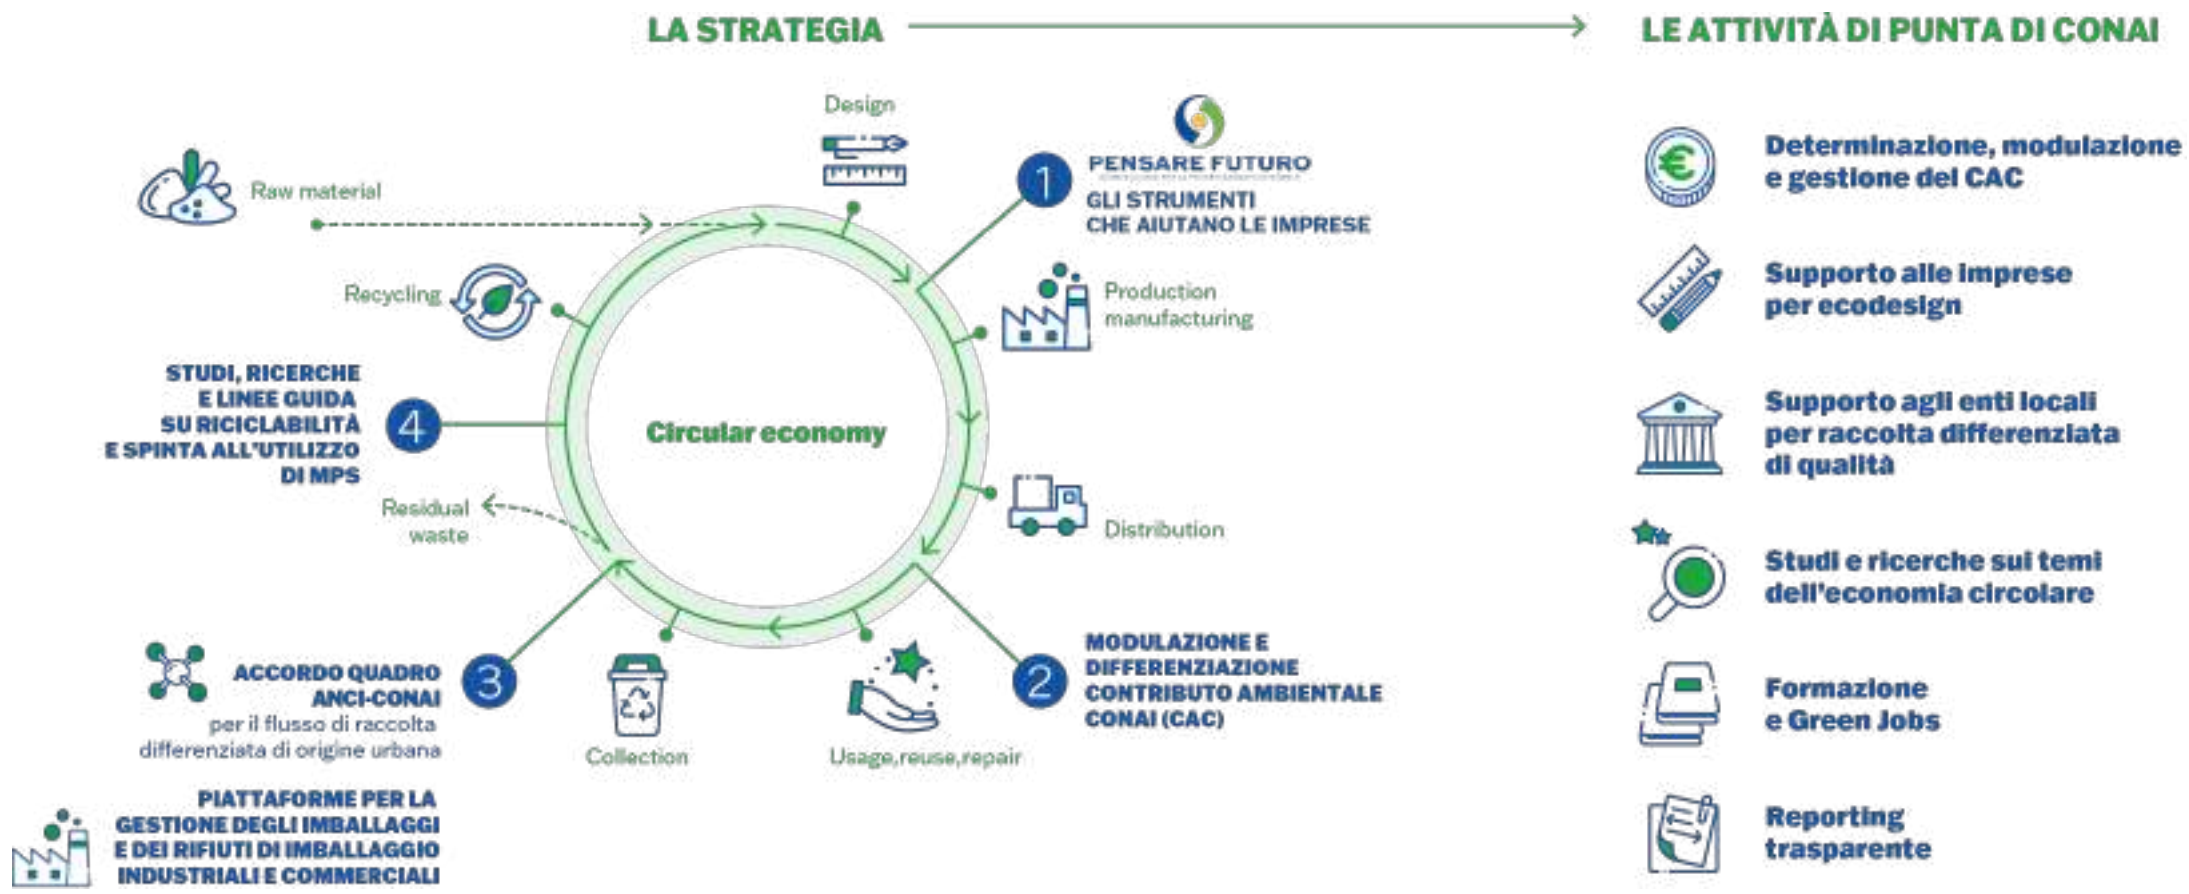 LA STRATEGIA
LE ATTIVITÀ DI PUNTA DI CONAI
Design
PENSARE FUTURO
GLI STRUMENTI
CHE AIUTANO LE IMPRESE
1
Raw material
Recycling
Production
manufacturing
STUDI, RICERCHE
E LINEE GUIDA
SU RICICLABILITÀ
E SPINTA ALL'UTILIZZO
DI MPS
4
Circular economy
Residual
waste
Distribution
ACCORDO QUADRO
ANCI-CONAI
per il flusso di raccolta
differenziata di origine urbana
3
MODULAZIONE E
DIFFERENZIAZIONE
CONTRIBUTO AMBIENTALE
CONAI (CAC)
2
Collection
Usage,reuse,repair
PIATTAFORME PER LA
GESTIONE DEGLI IMBALLAGGI
E DEI RIFIUTI DI IMBALLAGGIO
INDUSTRIALI E COMMERCIALI
€
Determinazione, modulazione
e gestione del CAC
Supporto alle imprese
per ecodesign
Supporto agli enti locali
per raccolta differenziata
di qualità
Studi e ricerche sui temi
dell'economia circolare
Formazione
e Green Jobs
Reporting
trasparente